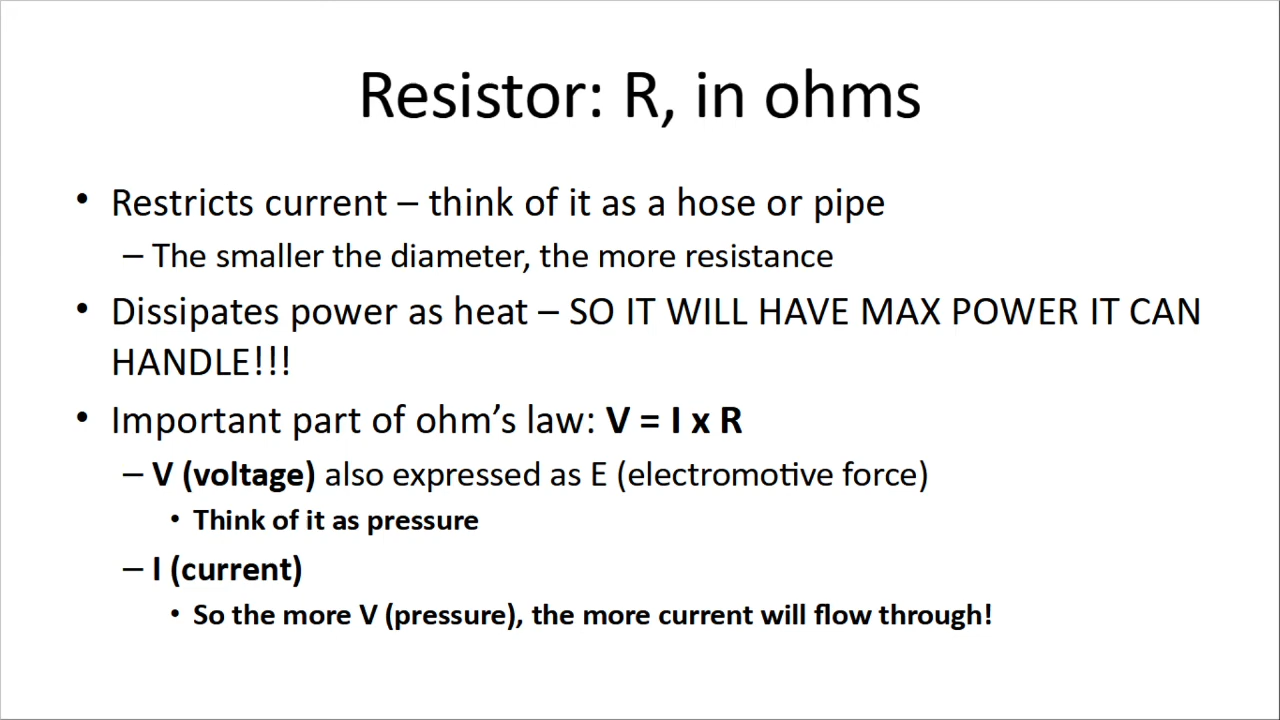 Resistor: R, in ohms
• Restricts current – think of it as a hose or pipe
– The smaller the diameter, the more resistance
• Dissipates power as heat – SO IT WILL HAVE MAX POWER IT CAN
HANDLE!!!
• Important part of ohm’s law: V = I x R
– V (voltage) also expressed as E (electromotive force)
• Think of it as pressure
– I (current)
• So the more V (pressure), the more current will flow through!